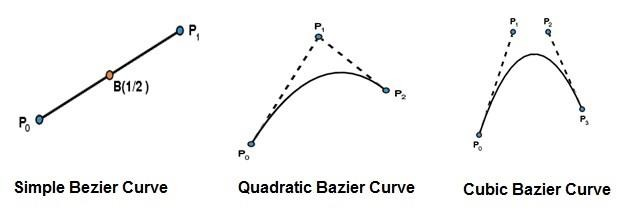 P1
B(1/2 )
P0
Simple Bezier Curve
P1
P2
P0
Quadratic Bazier Curve
P1 P2
P3
P0
Cubic Bazier Curve